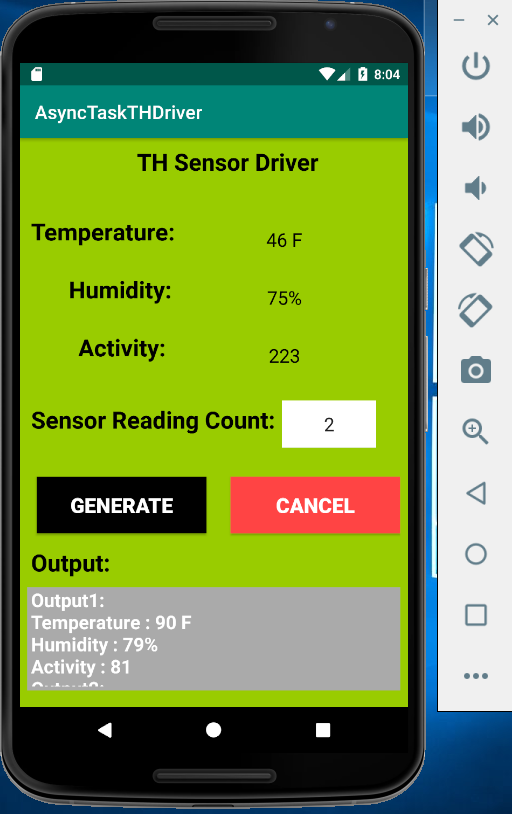 8:04
AsyncTaskTHDriver
TH Sensor Driver
Temperature: 46 F
Humidity: 75%
Activity: 223
Sensor Reading Count: 2
GENERATE CANCEL
Output:
Output1:
Temperature : 90 F
Humidity : 79%
Activity : 81